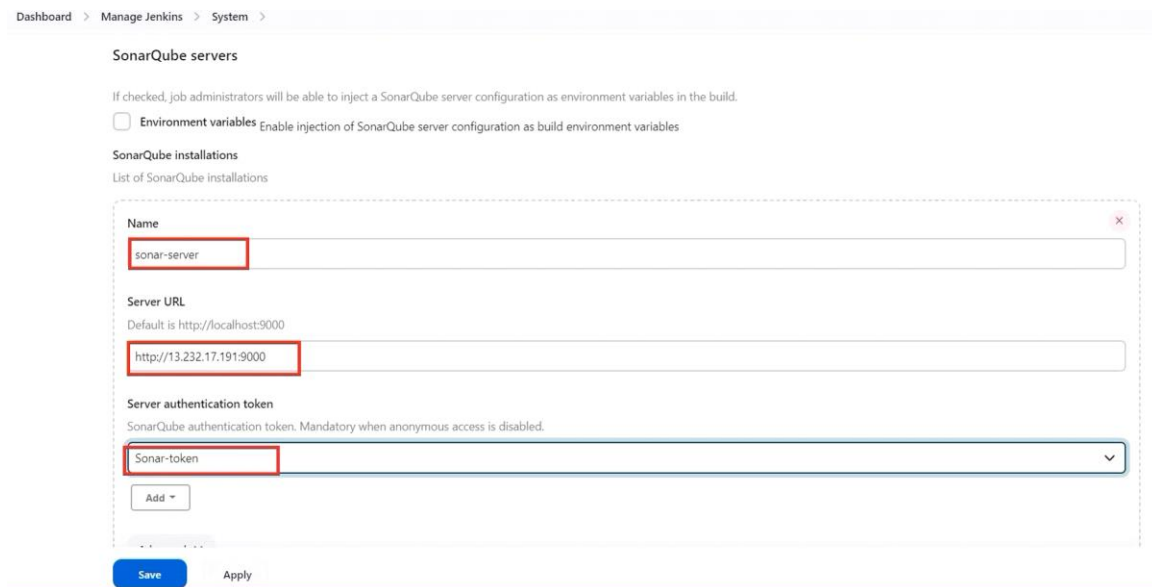 Dashboard > Manage Jenkins > System >
SonarQube servers
If checked, job administrators will be able to inject a SonarQube server configuration as environment variables in the build.
Environment variables Enable injection of SonarQube server configuration as build environment variables
SonarQube installations
List of SonarQube installations
Name
sonar-server
Server URL
Default is http://localhost:9000
http://13.232.17.191:9000
Server authentication token
SonarQube authentication token. Mandatory when anonymous access is disabled.
Sonar-token
Add
Save Apply